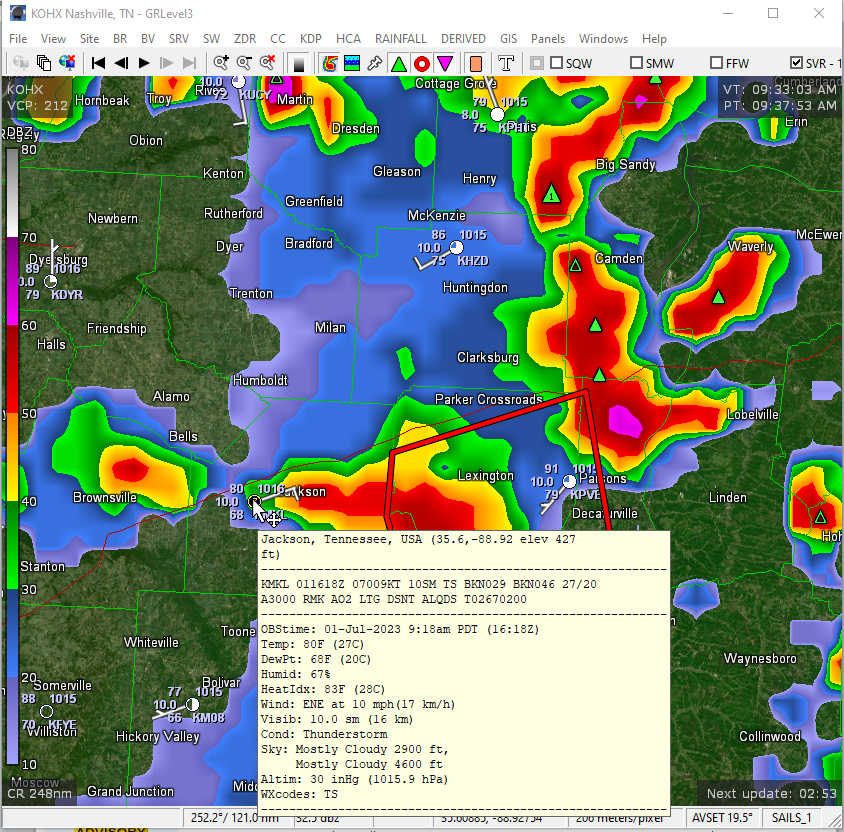 KOHX Nashville, TN - GRLevel3
File View Site BR BV SRV SW ZDR CC KDP HCA RAINFALL DERIVED GIS Panels Windows Help
SQW SMW FFW SVR - 1
KOHX
VCP: 212
VT: 09:33:03 AM
PT: 09:37:53 AM
DBZ
80
70
60
50
40
30
20
10
Hornbeak
Troy
Rives
10.0
72 KUCY
Martin
Cottage Grove
79 1015
8.0
75
Paris
Erin
Obion
Dresden
Gleason
Henry
Big Sandy
1
Kenton
Greenfield
Rutherford
McKenzie
Newbern
Dyer
Bradford
86 1015
10.0
75 KHZD
Camden
Waverly
McEwen
Dyersburg
89 1016
0.0
79 KDYR
Trenton
Huntingdon
Friendship
Milan
Halls
Clarksburg
Humboldt
Alamo
Parker Crossroads
Lobelville
Bells
Lexington
91 1015
10.0
79 KPVE
Parsons
Brownsville
80 1016
10.0
68
Jackson
Linden
Decaturville
Hoh
Stanton
Jackson, Tennessee, USA (35.6,-88.92 elev 427
ft)
KMKL 011618Z 07009KT 10SM TS BKN029 BKN046 27/20
A3000 RMK AO2 LTG DSNT ALQDS T02670200
OBStime: 01-Jul-2023 9:18am PDT (16:18Z)
Temp: 80F (27C)
DewPt: 68F (20C)
Humid: 67%
HeatIdx: 83F (28C)
Wind: ENE at 10 mph(17 km/h)
Visib: 10.0 sm (16 km)
Cond: Thunderstorm
Sky: Mostly Cloudy 2900 ft,
Mostly Cloudy 4600 ft
Altim: 30 inHg (1015.9 hPa)
WXcodes: TS
Toone
Whiteville
Waynesboro
Somerville
88 1015
70 KFYE
Williston
77 1015
10.0
66 KM08
Bolivar
Hickory Valley
Collinwood
Moscow
CR 248nm
Grand Junction
Midd
Next update: 02:53
252.2°/ 121.0 nm 32.5 dbz 35.60885, -88.92754 200 meters/pixel AVSET 19.5° SAILS_1
ADVISORY